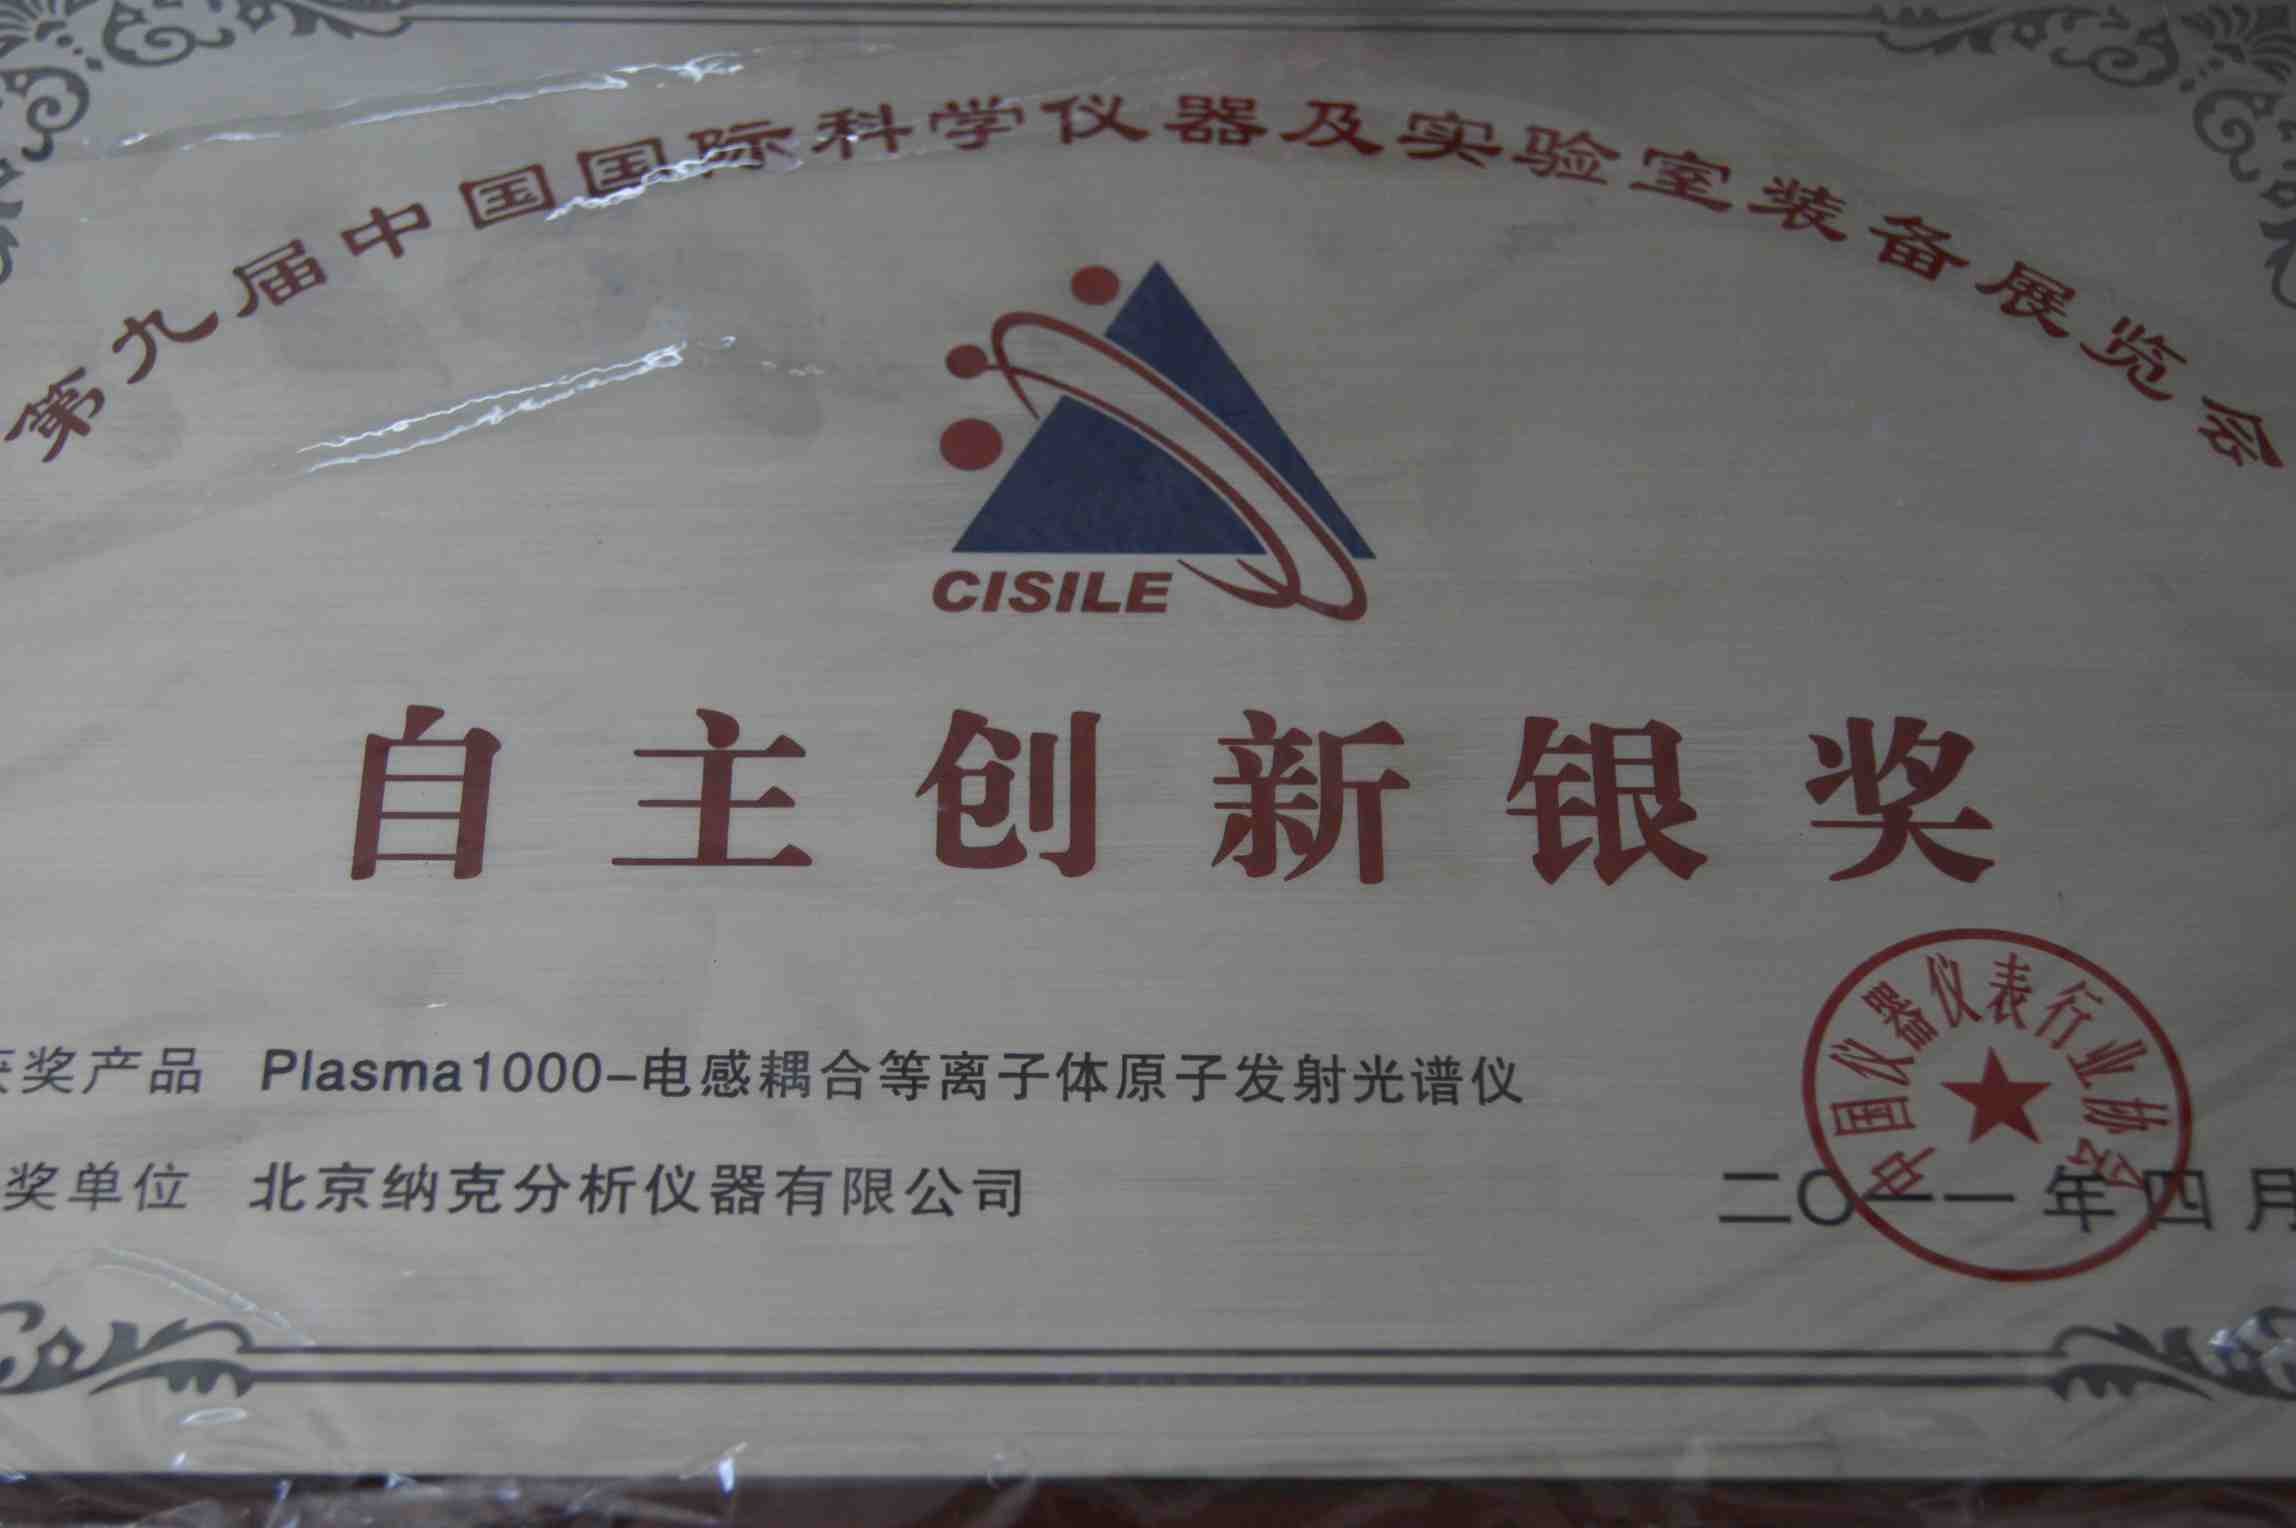 第九届中国国际科学仪器及实验室装备展览会
CISILE
自主创新银奖
获奖产品 Plasma1000-电感耦合等离子体原子发射光谱仪
奖单位 北京纳克分析仪器有限公司
中国仪器仪表行业协会
二〇一一年四月